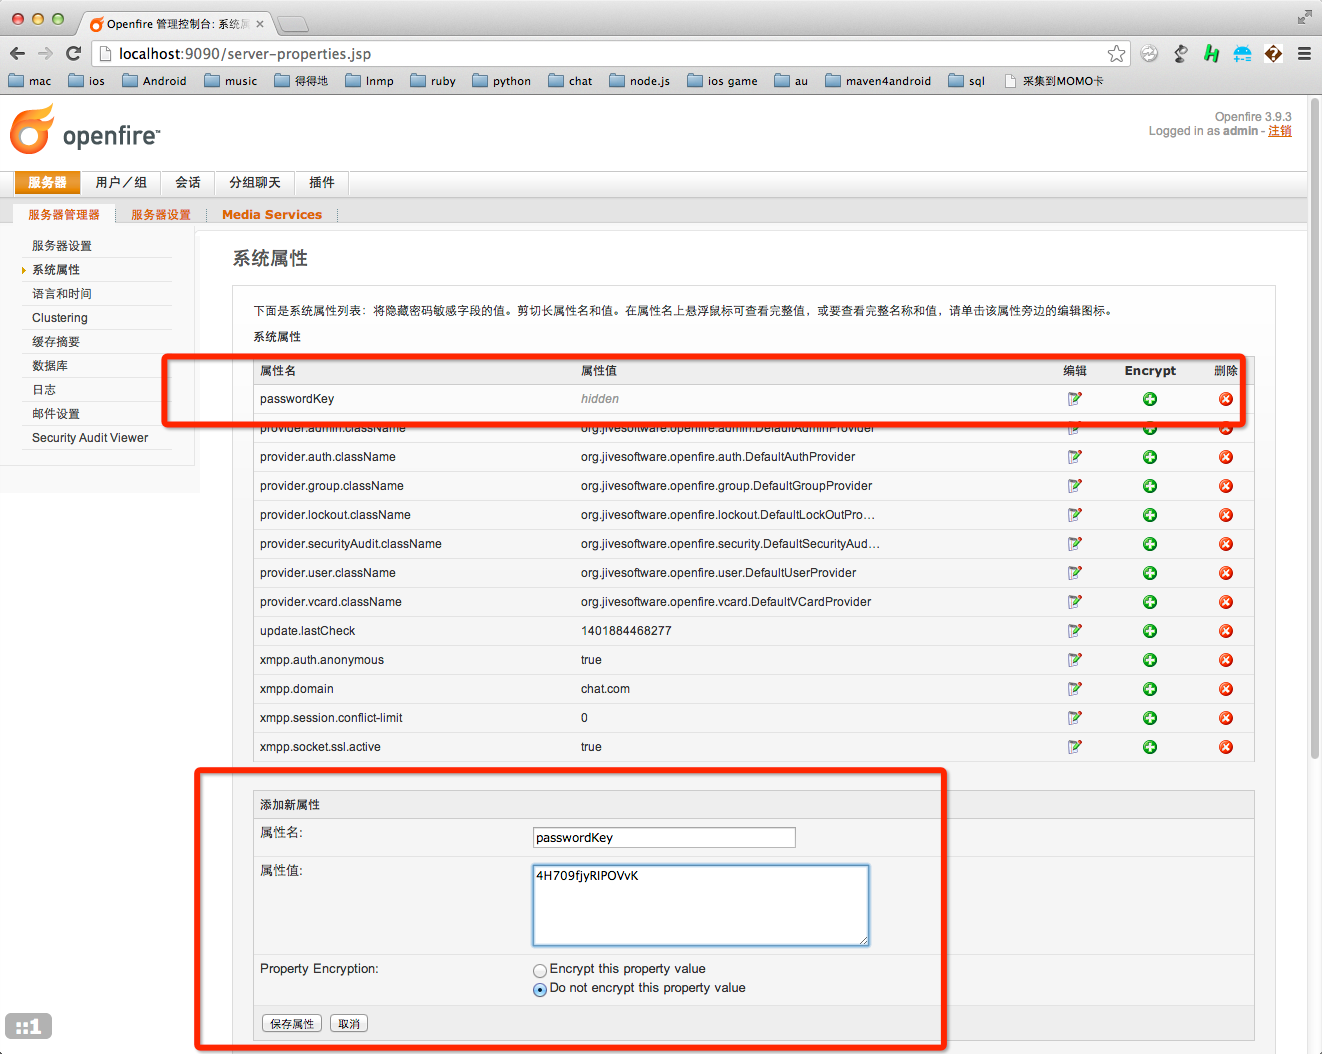 Openfire 管理控制台: 系统属
localhost:9090/server-properties.jsp
mac ios Android music 得得地 lnmp ruby python chat node.js ios game au maven4android sql 采集到MOMO卡
openfire™
Openfire 3.9.3
Logged in as admin - 注销
服务器 用户／组 会话 分组聊天 插件
服务器管理器 服务器设置 Media Services
服务器设置
系统属性
语言和时间
Clustering
缓存摘要
数据库
日志
邮件设置
Security Audit Viewer
系统属性
下面是系统属性列表：将隐藏密码敏感字段的值。剪切长属性名和值。在属性名上悬浮鼠标可查看完整值，或要查看完整名称和值，请单击该属性旁边的编辑图标。
系统属性
属性名 属性值 编辑 Encrypt 删除
passwordKey hidden
provider.admin.className org.jivesoftware.openfire.admin.DefaultAdminProvider
provider.auth.className org.jivesoftware.openfire.auth.DefaultAuthProvider
provider.group.className org.jivesoftware.openfire.group.DefaultGroupProvider
provider.lockout.className org.jivesoftware.openfire.lockout.DefaultLockOutPro…
provider.securityAudit.className org.jivesoftware.openfire.security.DefaultSecurityAud…
provider.user.className org.jivesoftware.openfire.user.DefaultUserProvider
provider.vcard.className org.jivesoftware.openfire.vcard.DefaultVCardProvider
update.lastCheck 1401884468277
xmpp.auth.anonymous true
xmpp.domain chat.com
xmpp.session.conflict-limit 0
xmpp.socket.ssl.active true
添加新属性
属性名: passwordKey
属性值: 4H709fjyRlPOVvK
Property Encryption: Encrypt this property value
Do not encrypt this property value
保存属性 取消
::1